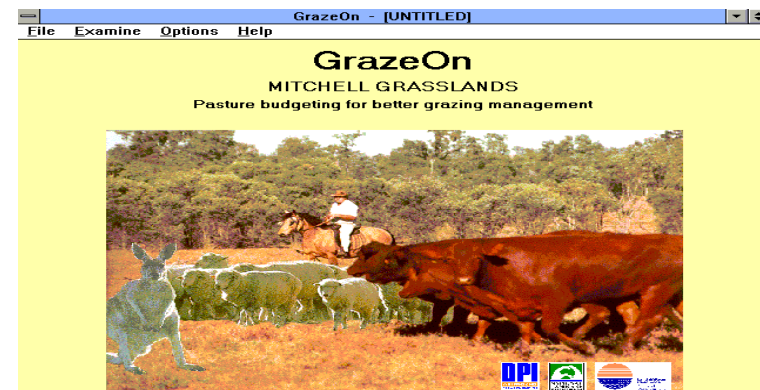 GrazeOn - [UNTITLED]
File Examine Options Help
GrazeOn
MITCHELL GRASSLANDS
Pasture budgeting for better grazing management
DPI